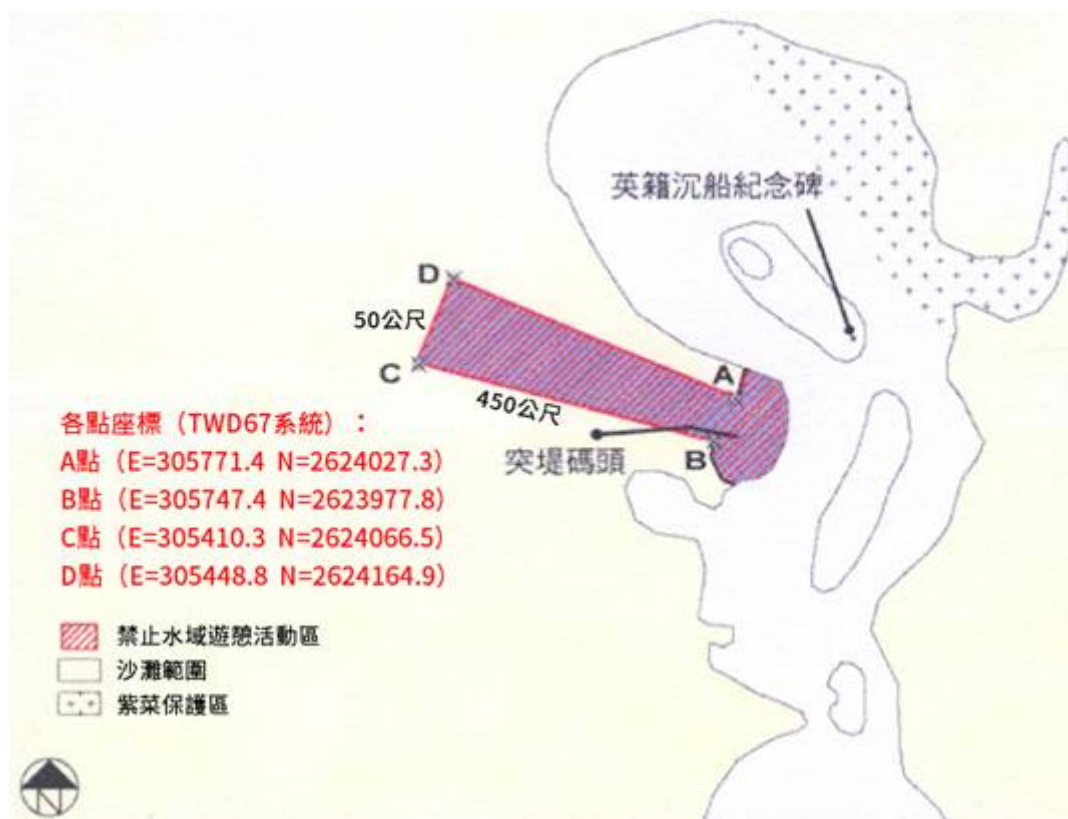 英籍沉船紀念碑
D
50公尺
C
A
450公尺
突堤碼頭
B
各點座標（TWD67系統）：
A點（E=305771.4 N=2624027.3）
B點（E=305747.4 N=2623977.8）
C點（E=305410.3 N=2624066.5）
D點（E=305448.8 N=2624164.9）
禁止水域遊憩活動區
沙灘範圍
紫菜保護區
N